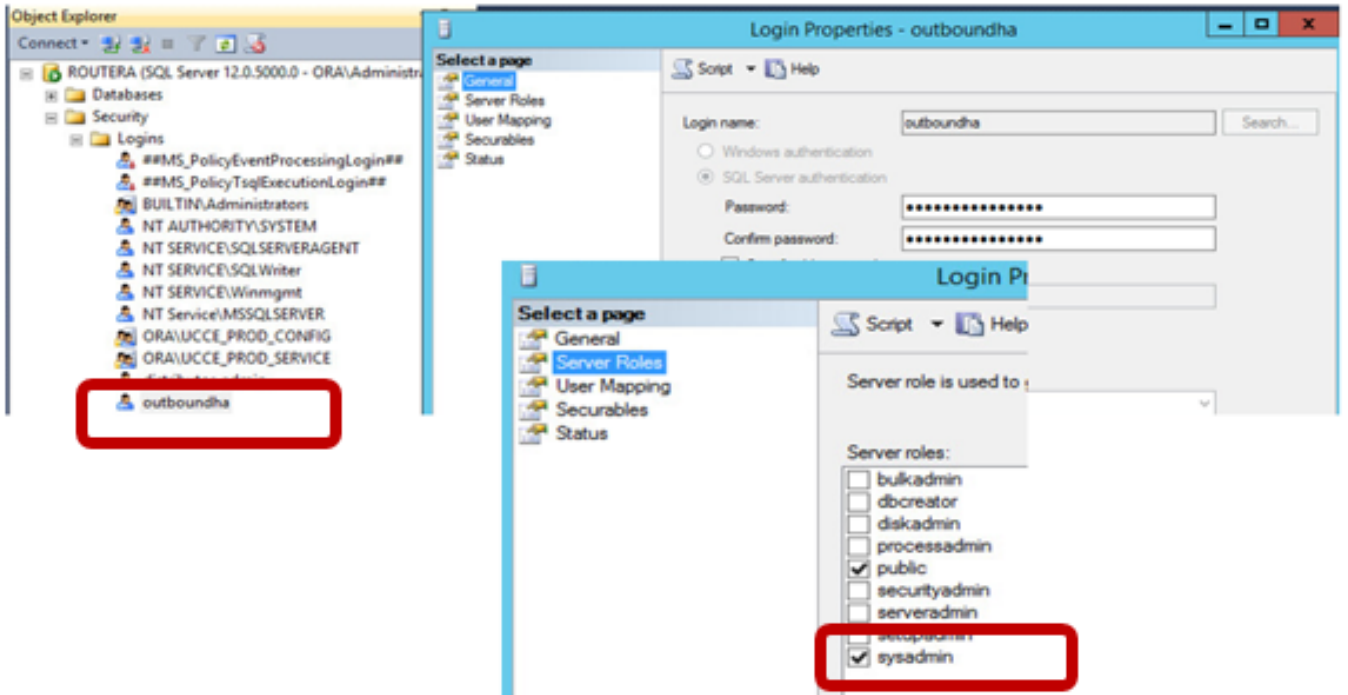 Object Explorer
Connect
ROUTERA (SQL Server 12.0.5000.0 - ORA\Administr
Databases
Security
Logins
##MS_PolicyEventProcessingLogin##
##MS_PolicyTsqlExecutionLogin##
BUILTIN\Administrators
NT AUTHORITY\SYSTEM
NT SERVICE\SQLSERVERAGENT
NT SERVICE\SQLWriter
NT SERVICE\Winmgmt
NT Service\MSSQLSERVER
ORA\UCCE_PROD_CONFIG
ORA\UCCE_PROD_SERVICE
outboundha
Login Properties - outboundha
Select a page
General
Server Roles
User Mapping
Securables
Status
Script Help
Login name: outboundha Search...
Windows authentication
SQL Server authentication
Password:
Confirm password:
Login Pr
Select a page
General
Server Roles
User Mapping
Securables
Status
Script Help
Server role is used to
Server roles:
bulkadmin
dbcreator
diskadmin
processadmin
public
securityadmin
serveradmin
setupadmin
sysadmin